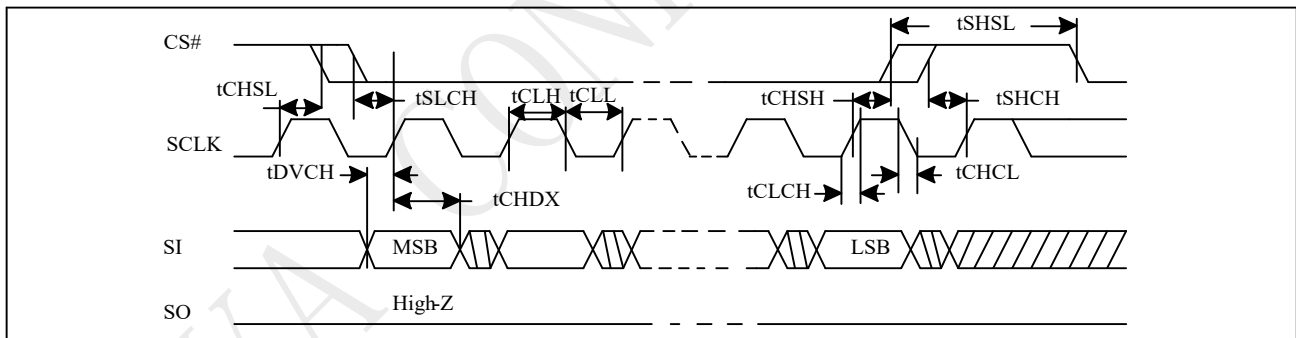 tSHSL
CS#
tCHSL
tSLCH
tCLH
tCLL
tCHSH
tSHCH
SCLK
tDVCH
tCHDX
tCLCH
tCHCL
SI
MSB
LSB
SO
High-Z